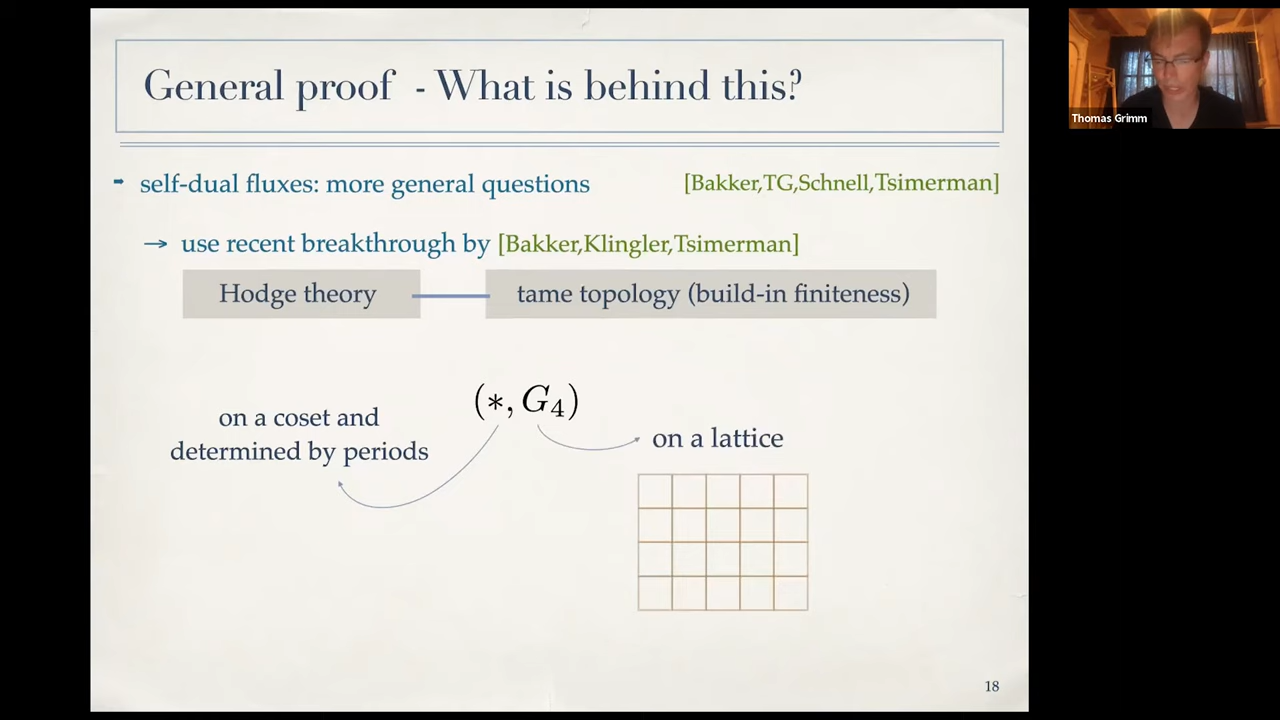 General proof - What is behind this?
➡ self-dual fluxes: more general questions [Bakker,TG,Schnell,Tsimerman]
→ use recent breakthrough by [Bakker,Klingler,Tsimerman]
Hodge theory tame topology (build-in finiteness)
(*, G₄)
on a coset and
determined by periods
on a lattice
18
Thomas Grimm